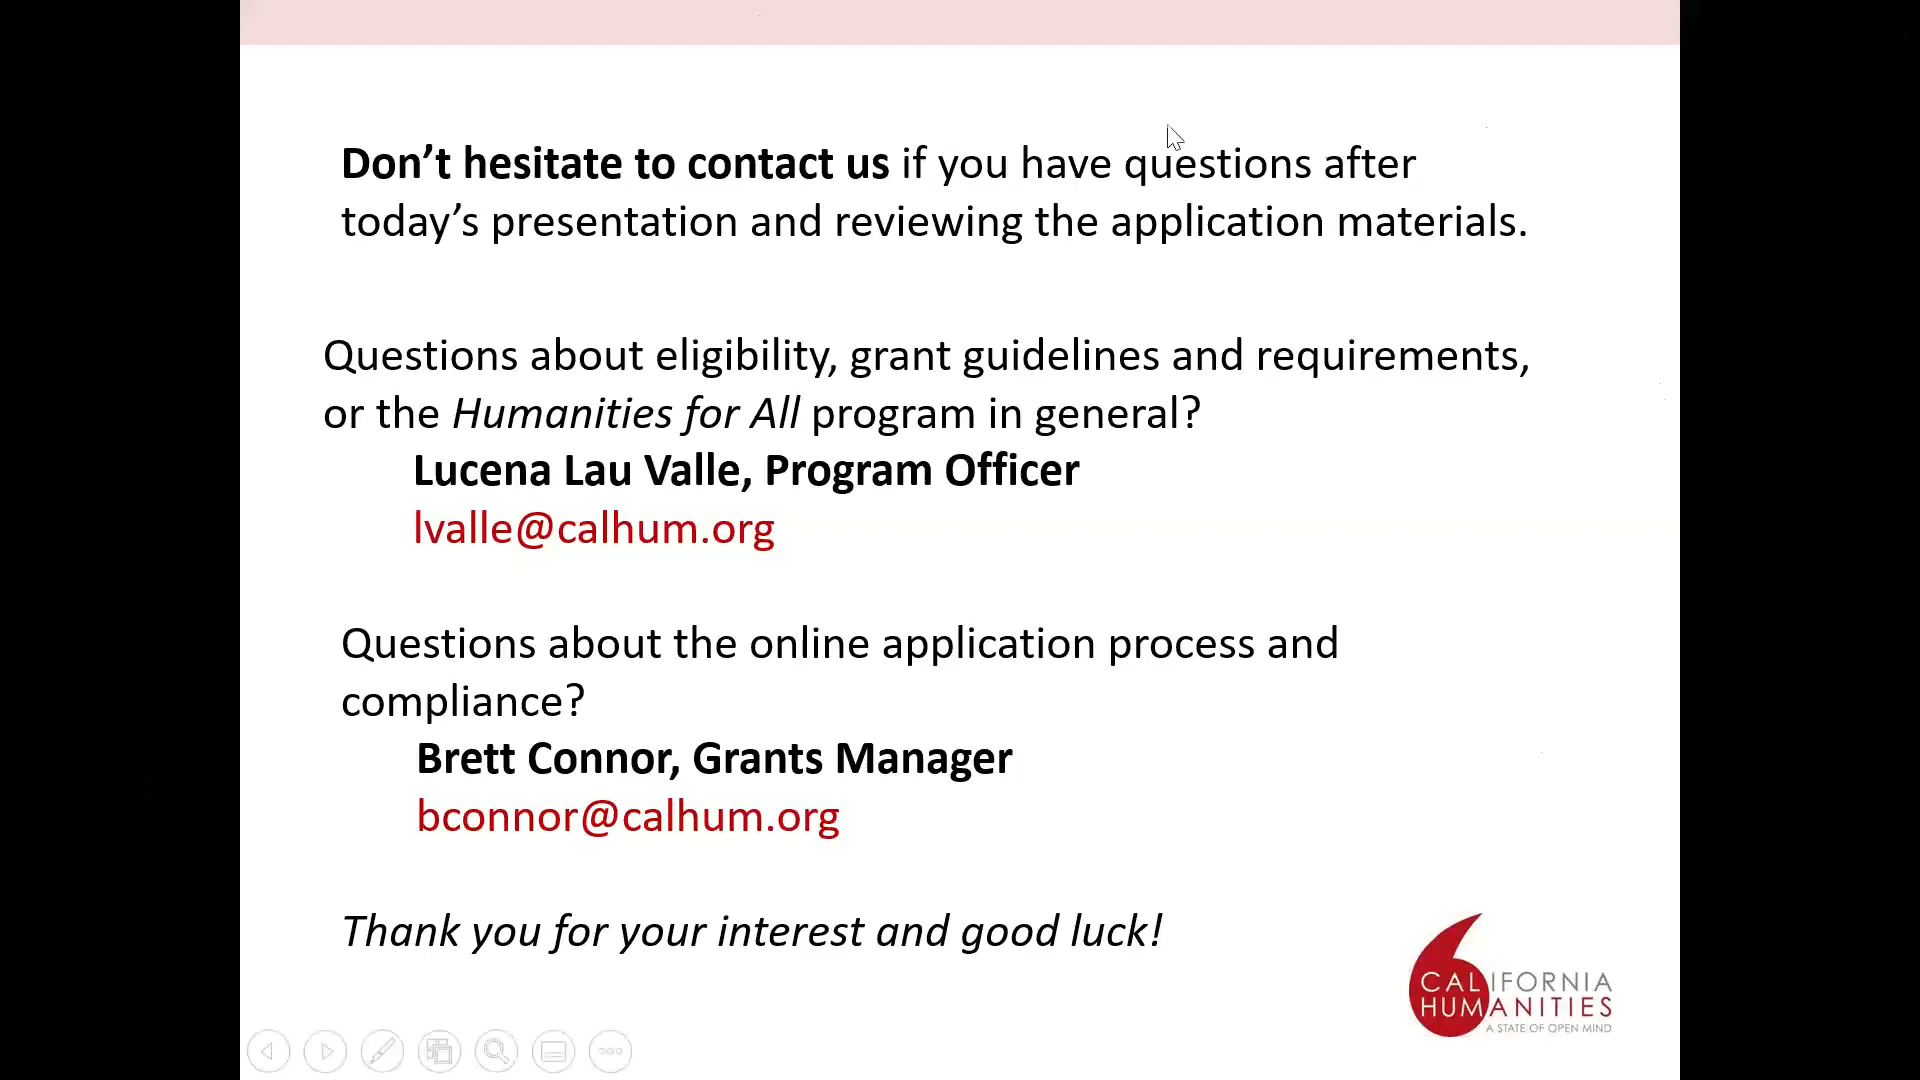 Don’t hesitate to contact us if you have questions after
today’s presentation and reviewing the application materials.
Questions about eligibility, grant guidelines and requirements,
or the Humanities for All program in general?
Lucena Lau Valle, Program Officer
lvalle@calhum.org
Questions about the online application process and
compliance?
Brett Connor, Grants Manager
bconnor@calhum.org
Thank you for your interest and good luck!
CALIFORNIA
HUMANITIES
A STATE OF OPEN MIND